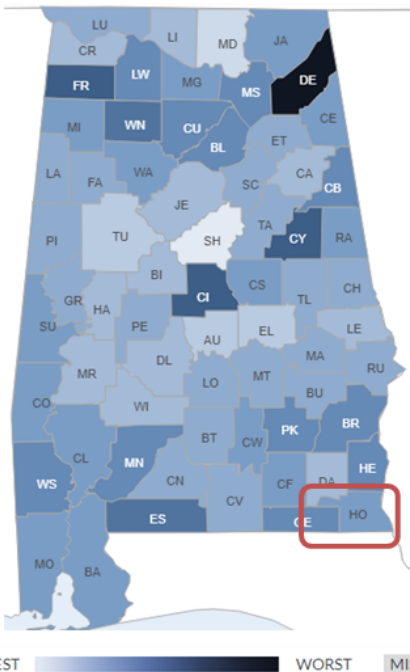 LU LI MD JA
CR
FR LW MG MS DE
MI WN CU BL ET CE
LA FA WA SC CA CB
JE
PI TU SH TA CY RA
BI
SU GR HA PE CI CS TL CH
AU EL LE
MR DL LO MT MA RU
CO WI BU
BT CW PK BR
CL MN HE
WS CN CF DA
ES CV GE HO
MO BA
EST WORST MI